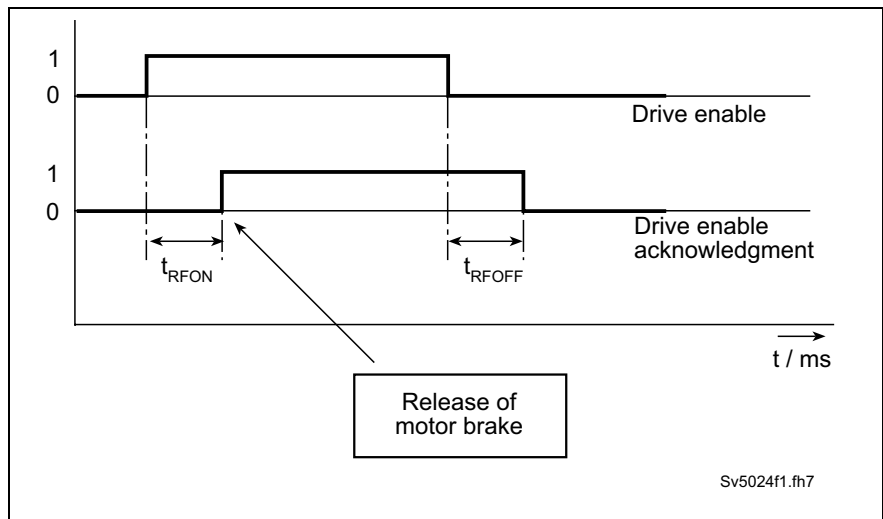 1
0
Drive enable
1
0
Drive enable
acknowledgment
tRFON
tRFOFF
t / ms
Release of
motor brake
Sv5024f1.fh7